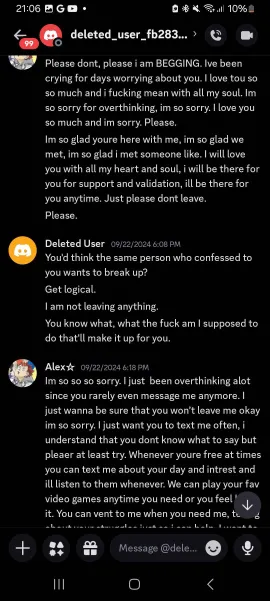 21:06
10%
deleted_user_fb283...
99
Please dont, please i am BEGGING. Ive been
crying for days worrying about you. I love tou so
so much and i fucking mean with all my soul. Im
so sorry for overthinking, im so sorry. I love you
so much and im sorry. Please.
Im so glad youre here with me, im so glad we
met, im so glad i met someone like. I will love
you with all my heart and soul, i will be there for
you for support and validation, ill be there for
you anytime. Just please dont leave.
Please.
Deleted User 09/22/2024 6:08 PM
You'd think the same person who confessed to
you wants to break up?
Get logical.
I am not leaving anything.
You know what, what the fuck am I supposed to
do that'll make it up for you.
Alex☆ 09/22/2024 6:18 PM
Im so so so sorry. I just been overthinking alot
since you rarely even message me anymore. I
just wanna be sure that you won't leave me okay
im so sorry. I just want you to text me often, i
understand that you dont know what to say but
pleaer at least try. Whenever youre free at times
you can text me about your day and intrest and
ill listen to them whenever. We can play your fav
video games anytime you need or you feel
it. You can vent to me when you need me,
about your struggles just so i can help. I want to
Message @dele...